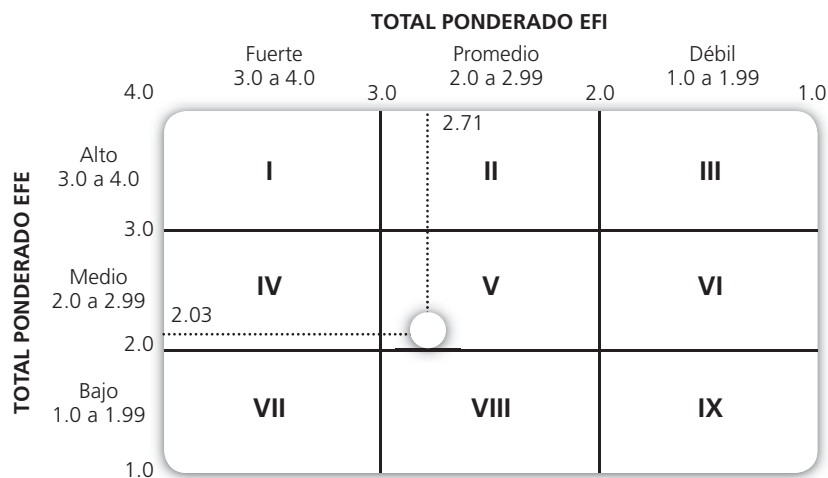 TOTAL PONDERADO EFI
Fuerte
3.0 a 4.0
Promedio
2.0 a 2.99
Débil
1.0 a 1.99
4.0
3.0
2.0
1.0
2.71
TOTAL PONDERADO EFE
Alto
3.0 a 4.0
I
II
III
3.0
Medio
2.0 a 2.99
IV
V
VI
2.03
2.0
Bajo
1.0 a 1.99
VII
VIII
IX
1.0